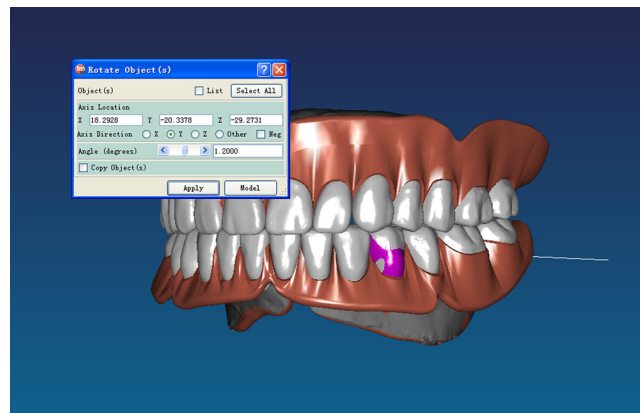 Rotate Object(s)
Object(s) List Select All
Axis Location
X 18.2928 Y -20.3378 Z -29.2731
Axis Direction X Y Z Other Neg
Angle (degrees) 1.2000
Copy Object(s)
Apply Model